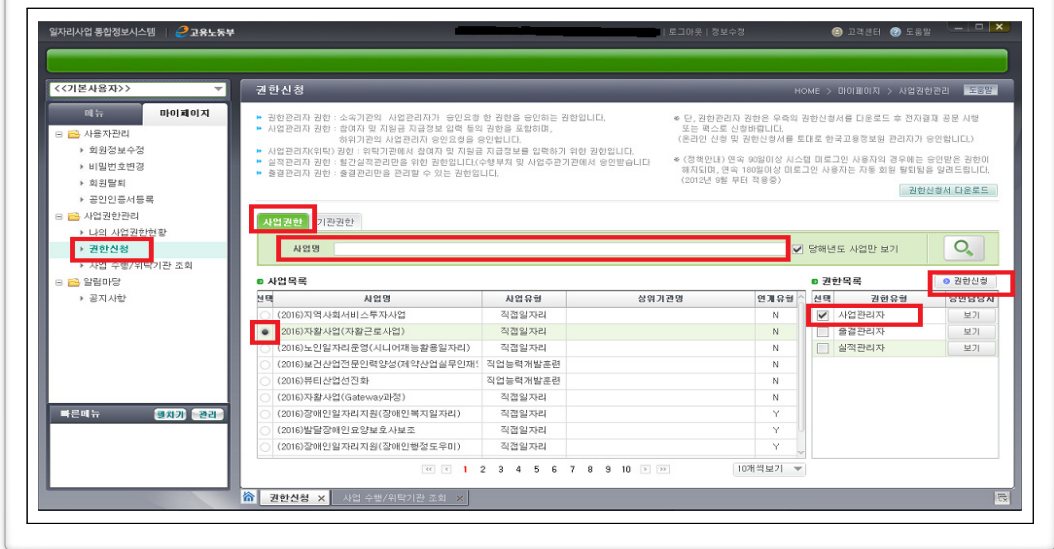 일자리사업 통합정보시스템 | 고용노동부
| 로그아웃 | 정보수정
고객센터 도움말
<<기본사용자>>
메뉴 마이페이지
사용자관리
회원정보수정
비밀번호변경
회원탈퇴
공인인증서등록
사업권한관리
나의 사업권한현황
권한신청
사업 수행/위탁기관 조회
알림마당
공지사항
빠른메뉴 펼치기 관리
권한신청
HOME > 마이페이지 > 사업권한관리 도움말
권한관리자 권한 : 소속기관의 사업관리자가 승인요청 한 권한을 승인하는 권한입니다.
사업관리자 권한 : 참여자 및 지원금 지급정보 입력 등의 권한을 포함하며,
하위기관의 사업관리자 승인요청을 승인합니다.
사업관리자(위탁) 권한 : 위탁기관에서 참여자 및 지원금 지급정보를 입력하기 위한 권한입니다.
실적관리자 권한 : 월간실적관리만을 위한 권한입니다.(수행부처 및 사업주관기관에서 승인받습니다
출결관리자 권한 : 출결관리만을 관리할 수 있는 권한입니다.
※ 단, 권한관리자 권한은 우측의 권한신청서를 다운로드 후 전자결재 공문 시행
또는 팩스로 신청바랍니다.
(온라인 신청 및 권한신청서를 토대로 한국고용정보원 관리자가 승인합니다.)
※ (정책안내) 연속 90일이상 시스템 미로그인 사용자의 경우에는 승인받은 권한이
해지되며, 연속 180일이상 미로그인 사용자는 자동 회원 탈퇴됨을 알려드립니다.
(2012년 9월 부터 적용중)
권한신청서 다운로드
사업권한 기관권한
사업명 당해년도 사업만 보기
사업목록
선택 사업명 사업유형 상위기관명 연계유형
(2016)지역사회서비스투자사업 직접일자리 N
(2016)자활사업(자활근로사업) 직접일자리 N
(2016)노인일자리운영(시니어재능활용일자리) 직접일자리 N
(2016)보건산업전문인력양성(제약산업실무인재 직업능력개발훈련 N
(2016)뷰티산업선진화 직업능력개발훈련 N
(2016)자활사업(Gateway과정) 직접일자리 N
(2016)장애인일자리지원(장애인복지일자리) 직접일자리 Y
(2016)발달장애인요양보호사보조 직접일자리 Y
(2016)장애인일자리지원(장애인행정도우미) 직접일자리 Y
1 2 3 4 5 6 7 8 9 10
10개씩보기
권한목록 권한신청
선택 권한유형 승인담당자
사업관리자 보기
출결관리자 보기
실적관리자 보기
권한신청 × 사업 수행/위탁기관 조회 ×